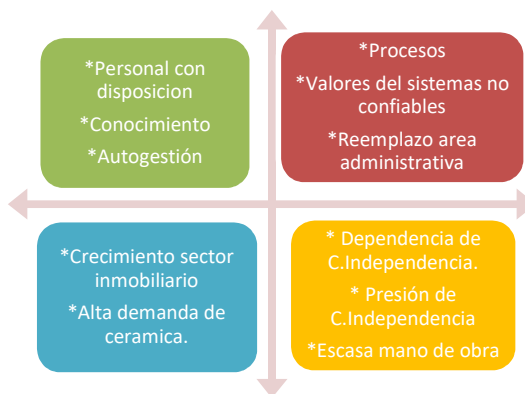 *Personal con
disposicion
*Conocimiento
*Autogestión
*Procesos
*Valores del sistemas no
confiables
*Reemplazo area
administrativa
*Crecimiento sector
inmobiliario
*Alta demanda de
ceramica.
* Dependencia de
C.Independencia.
* Presión de
C.Independencia
*Escasa mano de obra